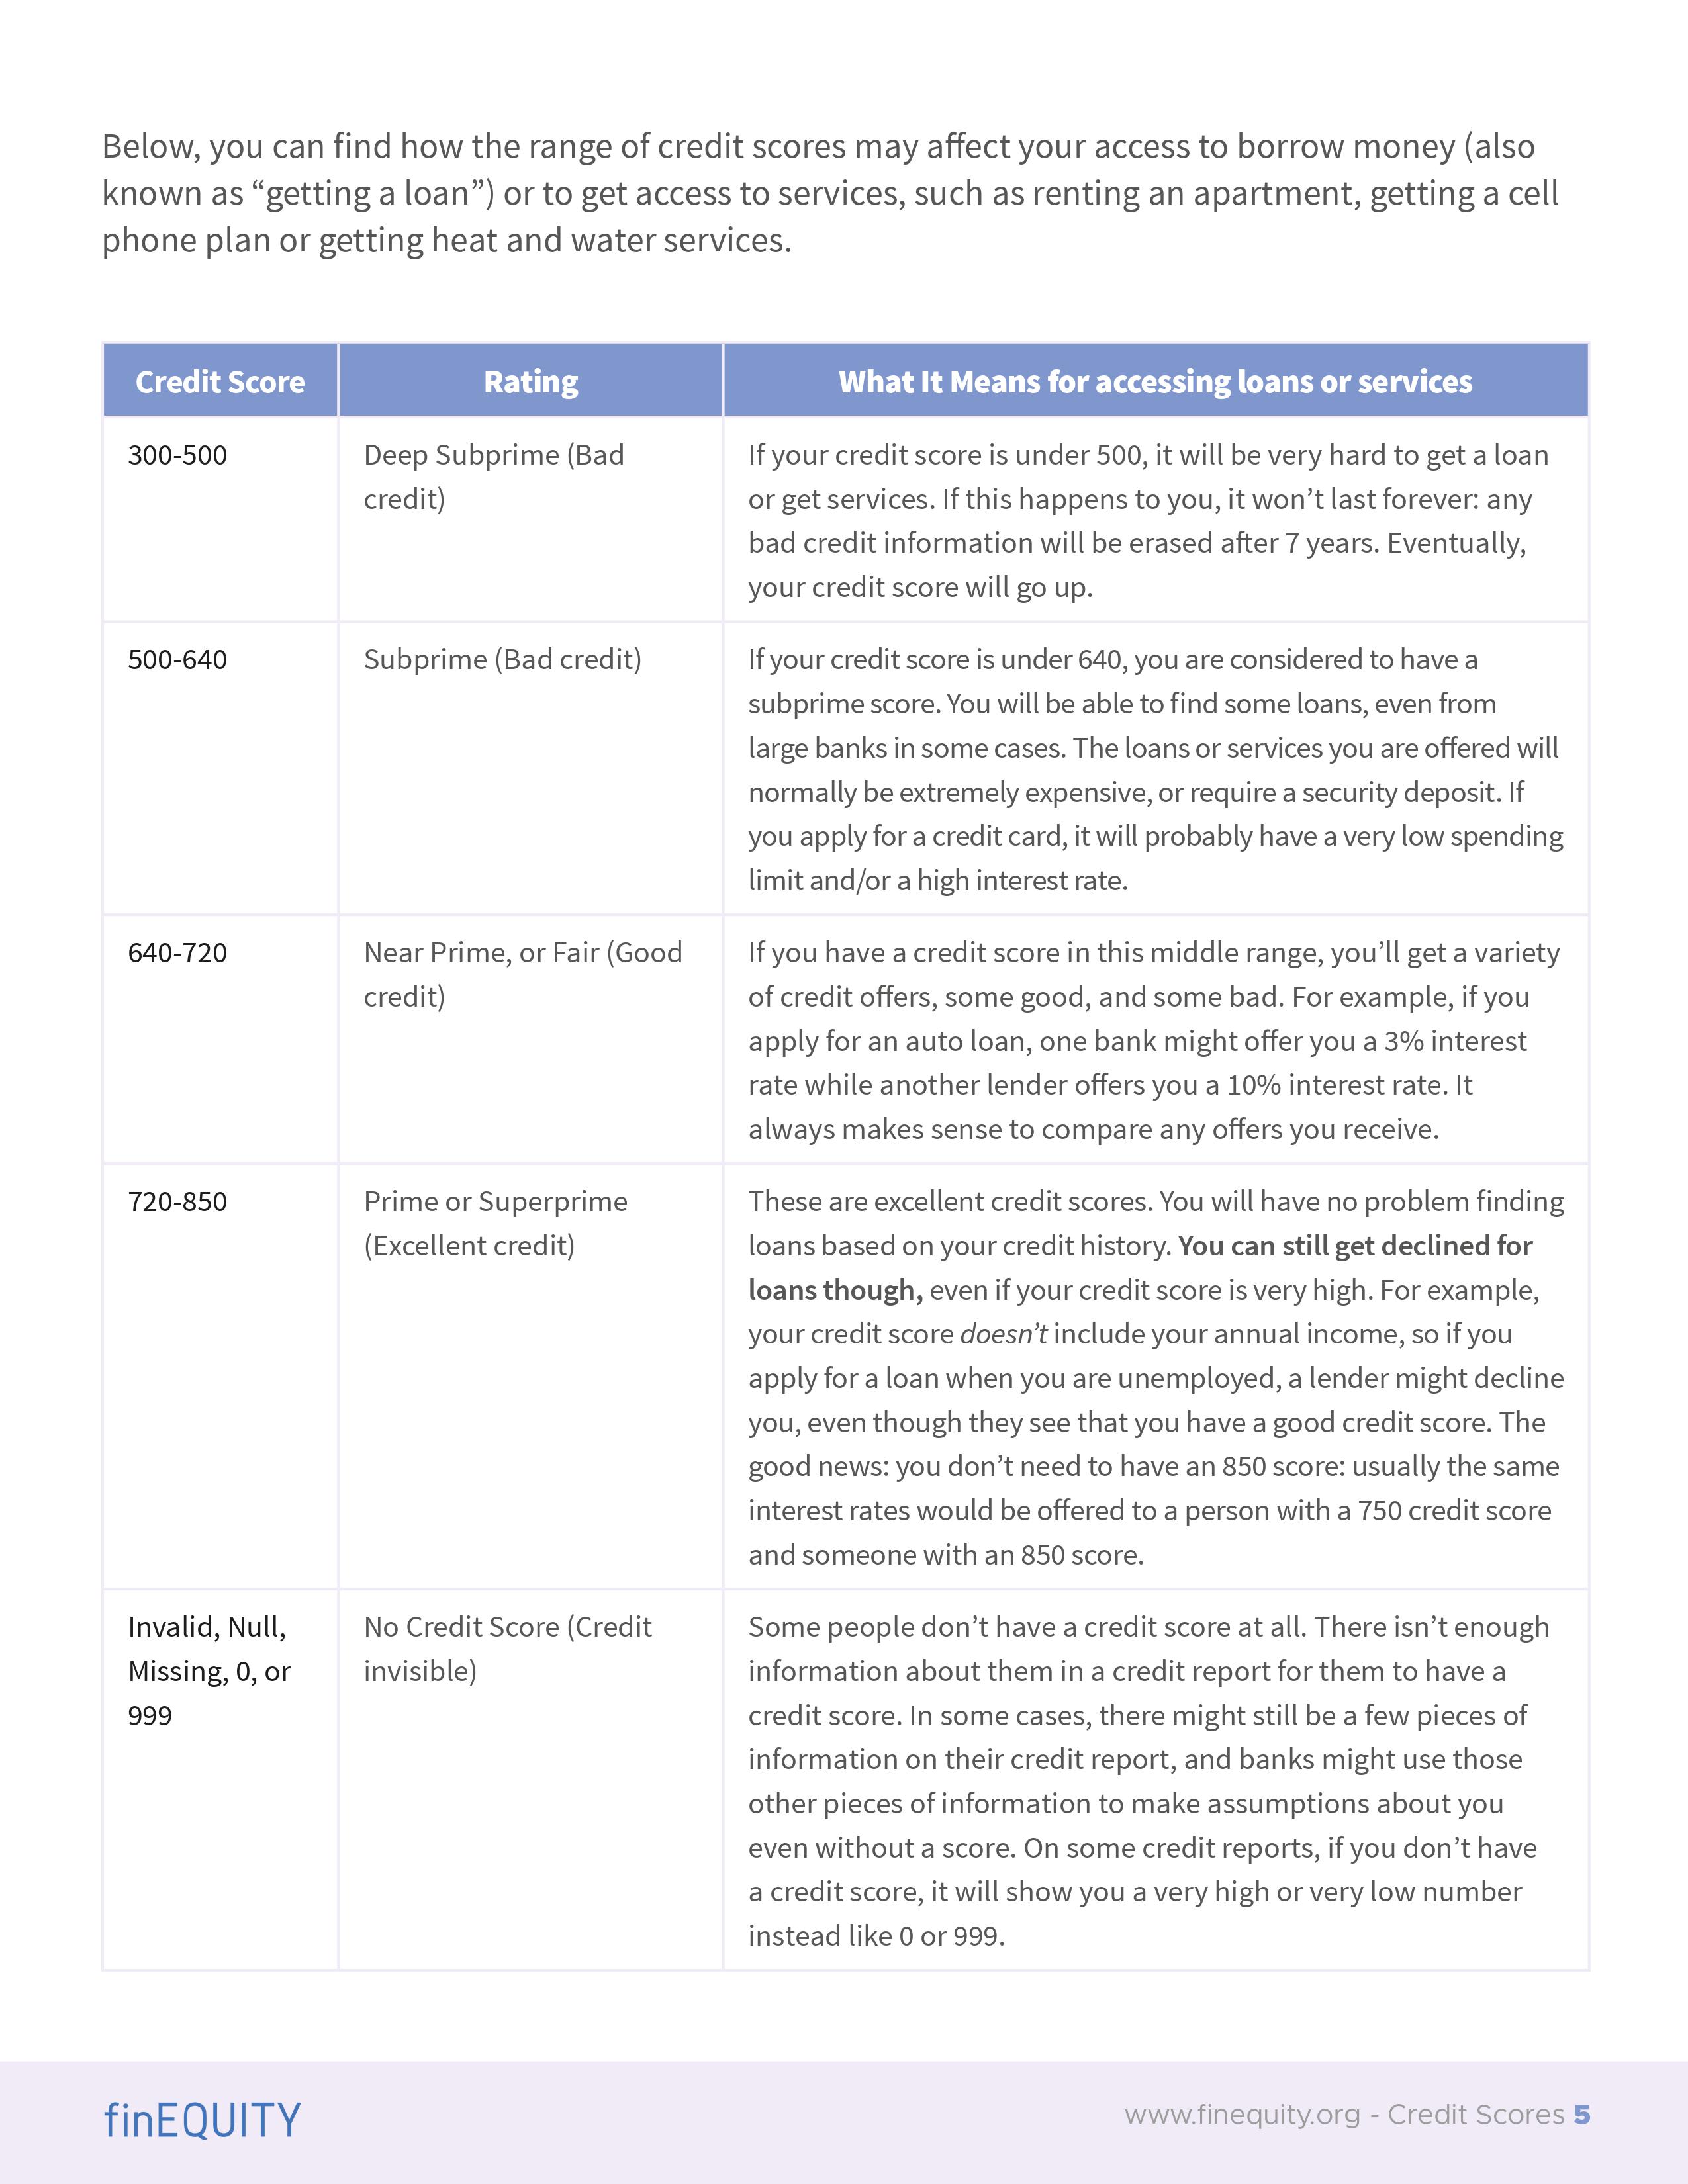 Below, you can find how the range of credit scores may affect your access to borrow money (also
known as “getting a loan”) or to get access to services, such as renting an apartment, getting a cell
phone plan or getting heat and water services.
Credit Score
Rating
What It Means for accessing loans or services
300-500
Deep Subprime (Bad
credit)
If your credit score is under 500, it will be very hard to get a loan
or get services. If this happens to you, it won’t last forever: any
bad credit information will be erased after 7 years. Eventually,
your credit score will go up.
500-640
Subprime (Bad credit)
If your credit score is under 640, you are considered to have a
subprime score. You will be able to find some loans, even from
large banks in some cases. The loans or services you are offered will
normally be extremely expensive, or require a security deposit. If
you apply for a credit card, it will probably have a very low spending
limit and/or a high interest rate.
640-720
Near Prime, or Fair (Good
credit)
If you have a credit score in this middle range, you’ll get a variety
of credit offers, some good, and some bad. For example, if you
apply for an auto loan, one bank might offer you a 3% interest
rate while another lender offers you a 10% interest rate. It
always makes sense to compare any offers you receive.
720-850
Prime or Superprime
(Excellent credit)
These are excellent credit scores. You will have no problem finding
loans based on your credit history. You can still get declined for
loans though, even if your credit score is very high. For example,
your credit score doesn’t include your annual income, so if you
apply for a loan when you are unemployed, a lender might decline
you, even though they see that you have a good credit score. The
good news: you don’t need to have an 850 score: usually the same
interest rates would be offered to a person with a 750 credit score
and someone with an 850 score.
Invalid, Null,
Missing, 0, or
999
No Credit Score (Credit
invisible)
Some people don’t have a credit score at all. There isn’t enough
information about them in a credit report for them to have a
credit score. In some cases, there might still be a few pieces of
information on their credit report, and banks might use those
other pieces of information to make assumptions about you
even without a score. On some credit reports, if you don’t have
a credit score, it will show you a very high or very low number
instead like 0 or 999.
finEQUITY
www.finequity.org - Credit Scores 5